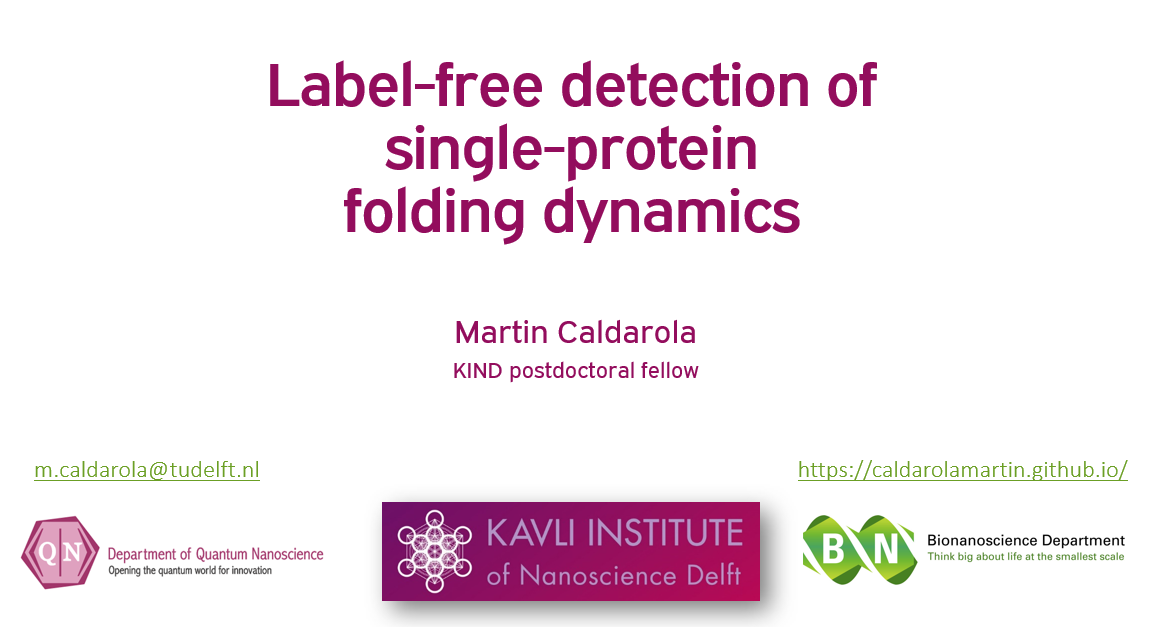 Label-free detection of
single-protein
folding dynamics
Martin Caldarola
KIND postdoctoral fellow
m.caldarola@tudelft.nl
https://caldarolamartin.github.io/
QN
Department of Quantum Nanoscience
Opening the quantum world for innovation
KAVLI INSTITUTE
of Nanoscience Delft
BN
Bionanoscience Department
Think big about life at the smallest scale